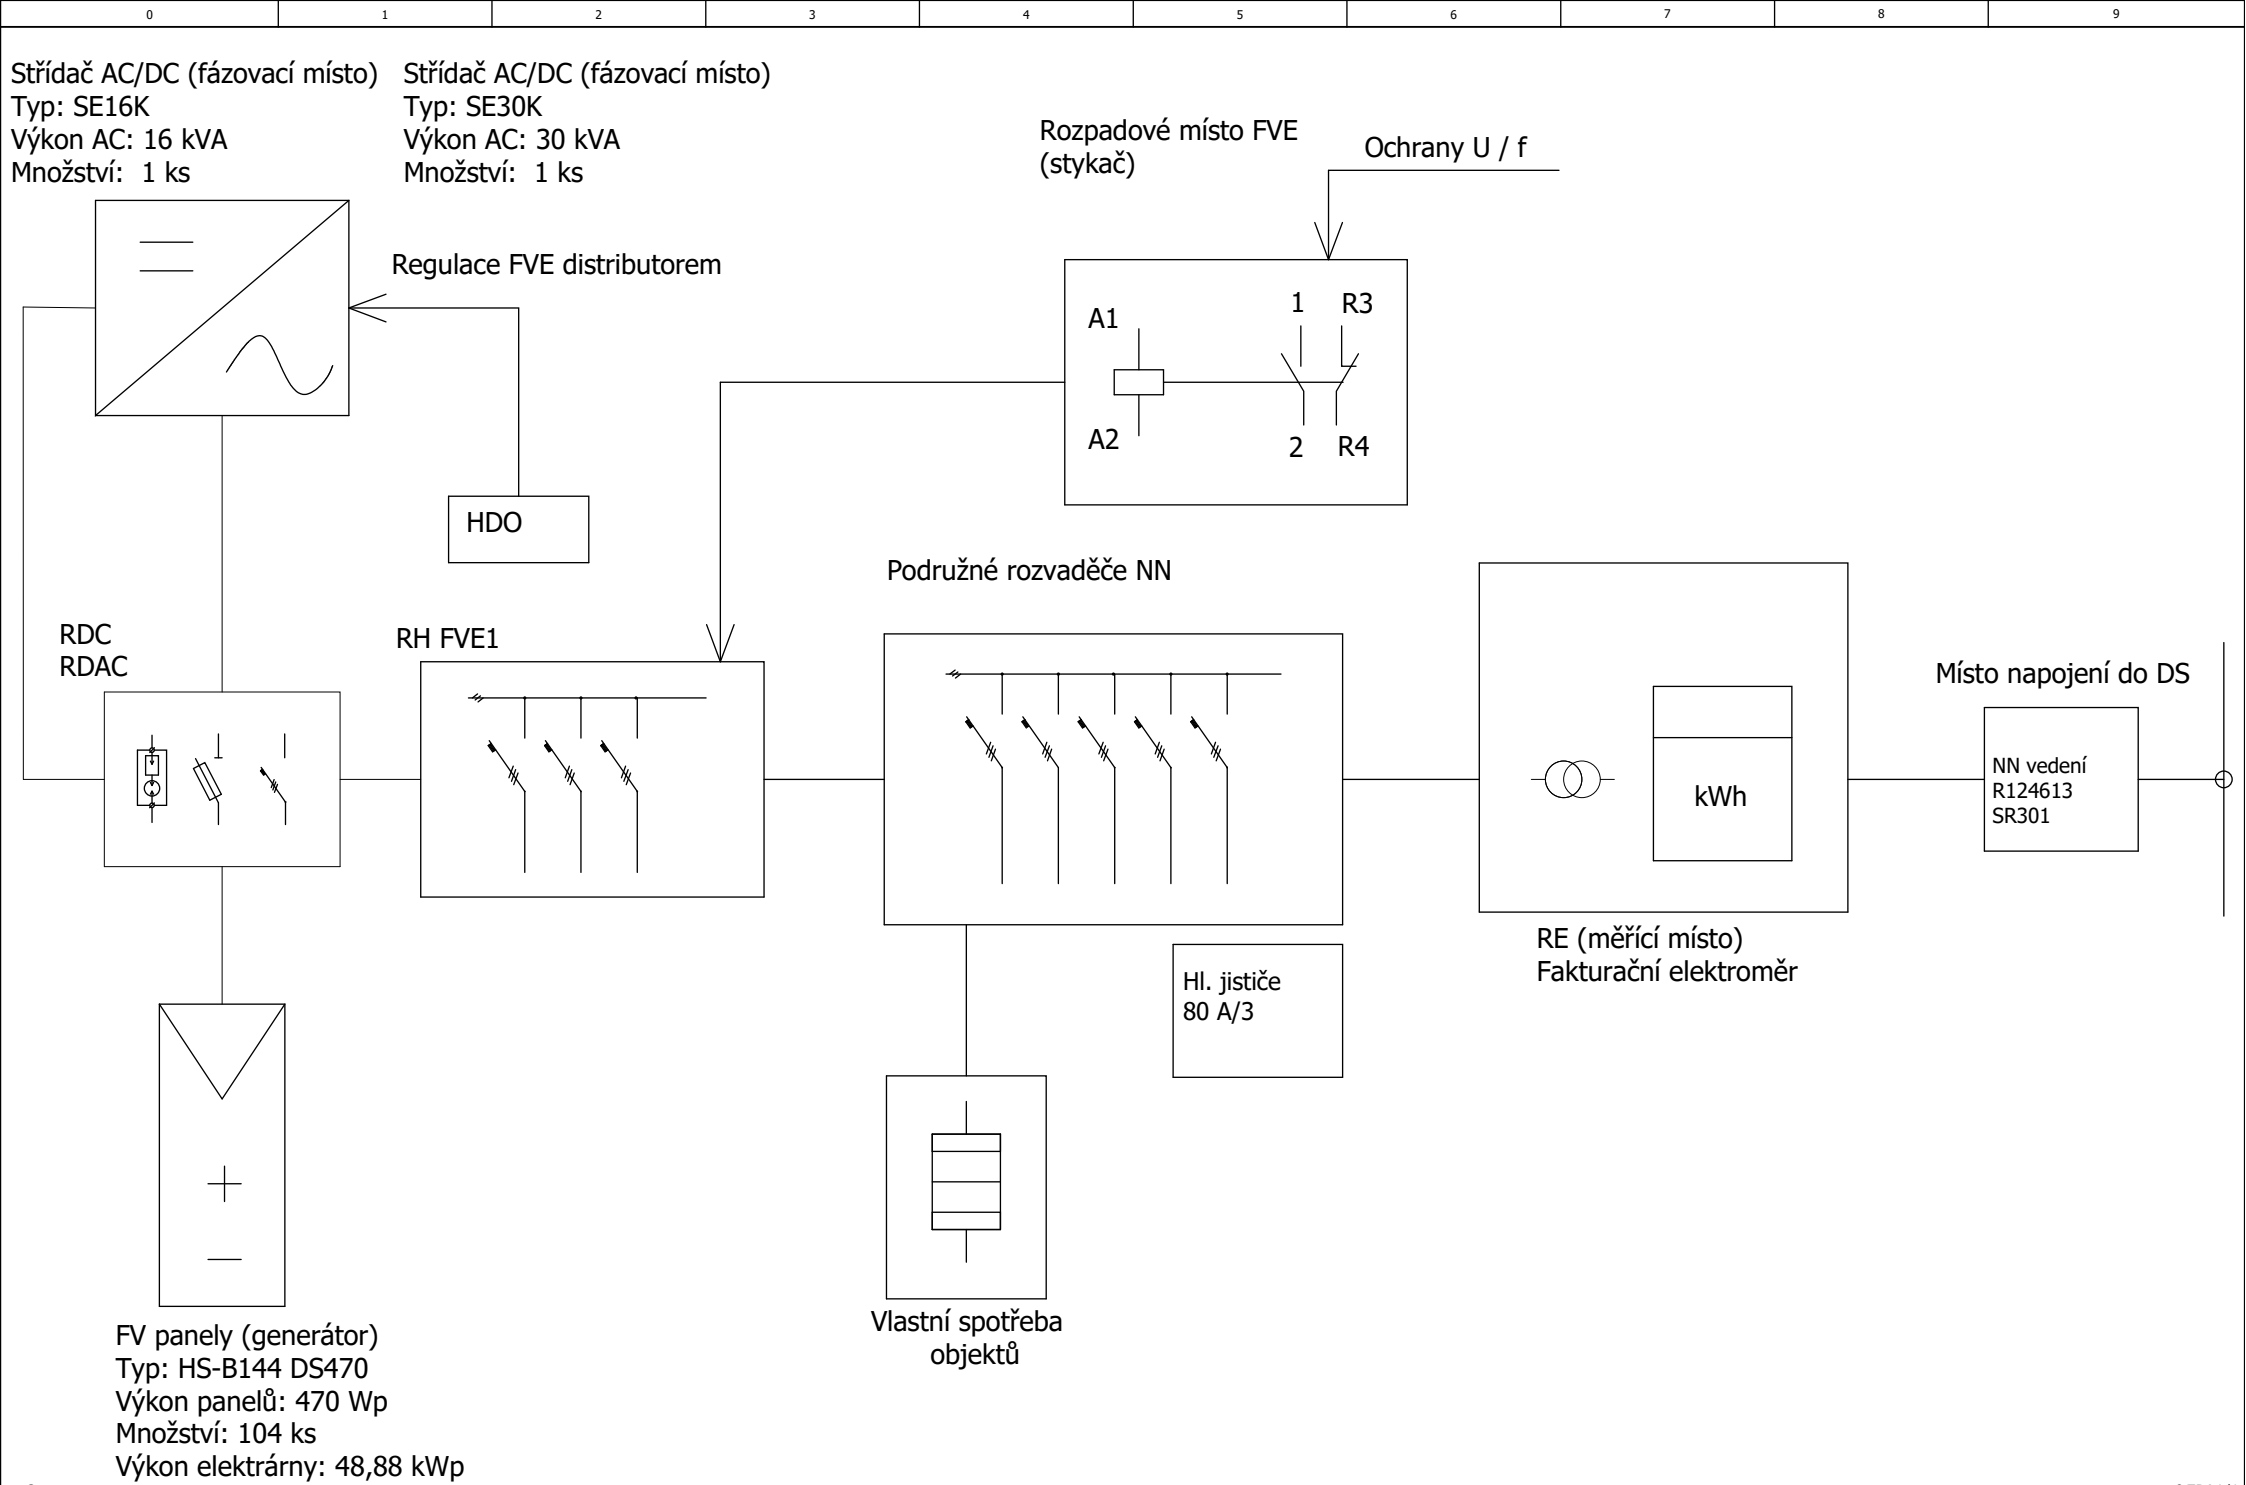 0 1 2 3 4 5 6 7 8 9
Střídač AC/DC (fázovací místo)
Typ: SE16K
Výkon AC: 16 kVA
Množství: 1 ks
Střídač AC/DC (fázovací místo)
Typ: SE30K
Výkon AC: 30 kVA
Množství: 1 ks
Rozpadové místo FVE
(stykač)
Ochrany U / f
Regulace FVE distributorem
A1
1
R3
A2
2
R4
HDO
Podružné rozvaděče NN
RDC
RDAC
RH FVE1
Místo napojení do DS
NN vedení
R124613
SR301
kWh
RE (měřící místo)
Fakturační elektroměr
Hl. jističe
80 A/3
Vlastní spotřeba
objektů
FV panely (generátor)
Typ: HS-B144 DS470
Výkon panelů: 470 Wp
Množství: 104 ks
Výkon elektrárny: 48,88 kWp